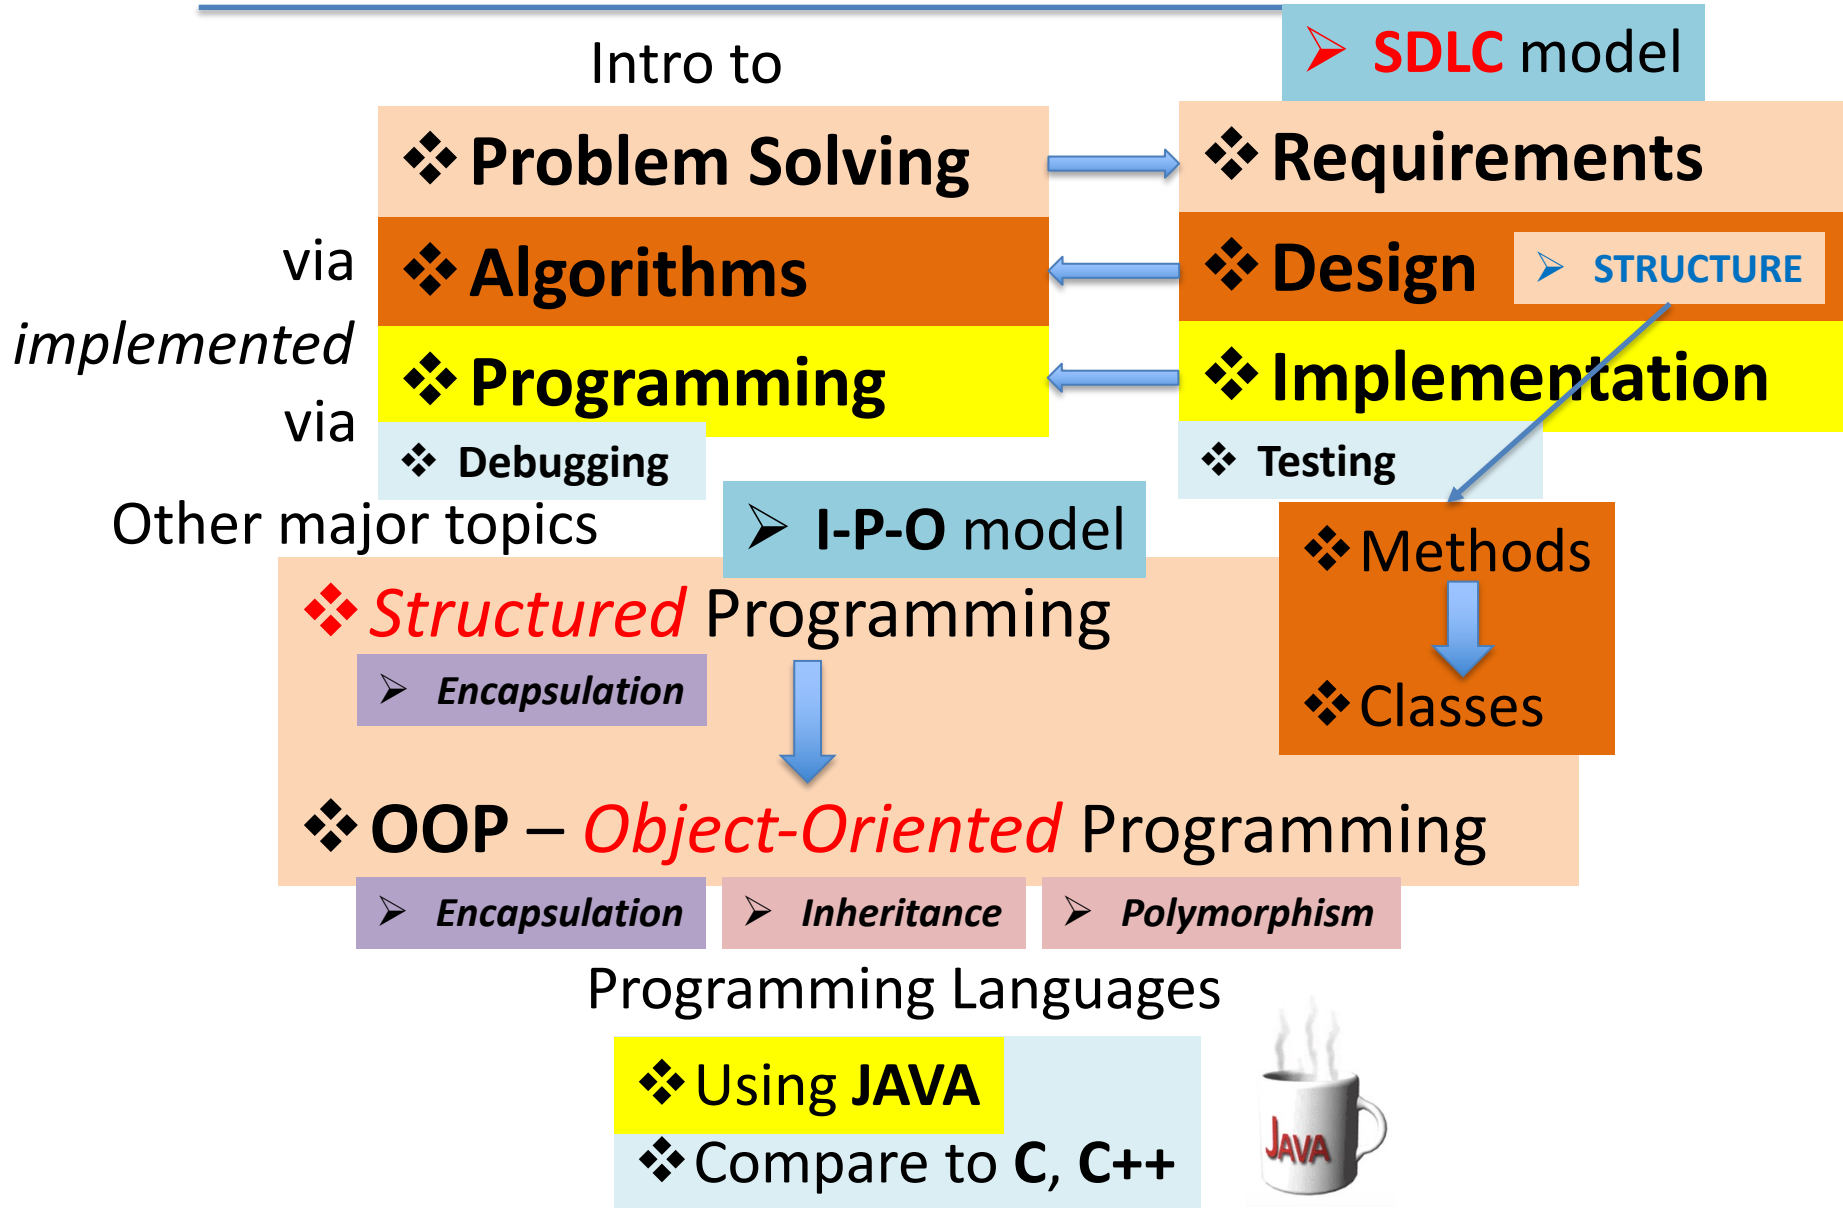 Intro to
➢ SDLC model
❖ Problem Solving
❖ Requirements
via
❖ Algorithms
❖ Design
➢ STRUCTURE
implemented
via
❖ Programming
❖ Implementation
❖ Debugging
❖ Testing
Other major topics
➢ I-P-O model
❖ Methods
❖ Classes
❖ Structured Programming
➢ Encapsulation
❖ OOP – Object-Oriented Programming
➢ Encapsulation
➢ Inheritance
➢ Polymorphism
Programming Languages
❖ Using JAVA
❖ Compare to C, C++
JAVA